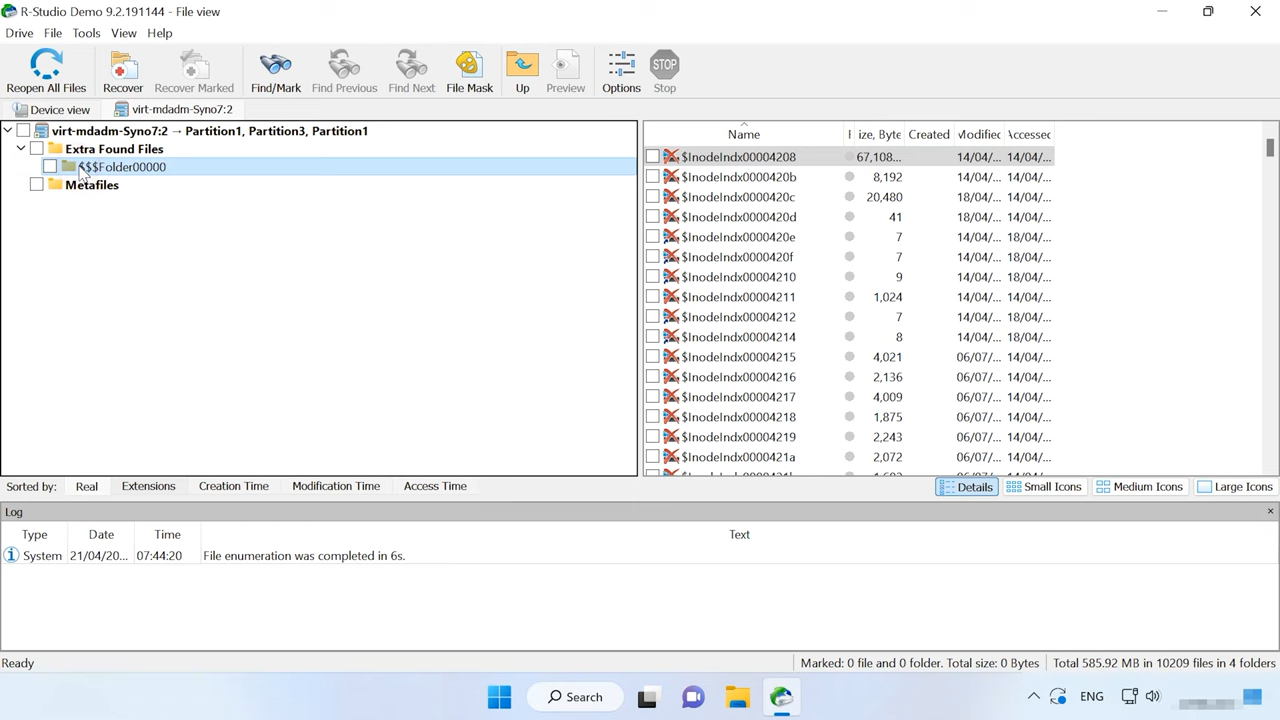 R-Studio Demo 9.2.191144 - File view
Drive File Tools View Help
Reopen All Files Recover Recover Marked Find/Mark Find Previous Find Next File Mask Up Preview Options STOP Stop
Device view virt-mdadm-Syno7:2
virt-mdadm-Syno7:2 → Partition1, Partition3, Partition1
Extra Found Files
$$$Folder00000
Metafiles
Name ize, Byte Created Modified Accessed
$InodeIndx00004208 67,108... 14/04/... 14/04/...
$InodeIndx0000420b 8,192 14/04/... 14/04/...
$InodeIndx0000420c 20,480 18/04/... 14/04/...
$InodeIndx0000420d 41 18/04/... 14/04/...
$InodeIndx0000420e 7 14/04/... 18/04/...
$InodeIndx0000420f 7 14/04/... 18/04/...
$InodeIndx00004210 9 14/04/... 18/04/...
$InodeIndx00004211 1,024 14/04/... 14/04/...
$InodeIndx00004212 7 14/04/... 18/04/...
$InodeIndx00004214 8 14/04/... 18/04/...
$InodeIndx00004215 4,021 06/07/... 14/04/...
$InodeIndx00004216 2,136 06/07/... 14/04/...
$InodeIndx00004217 4,009 06/07/... 14/04/...
$InodeIndx00004218 1,875 06/07/... 14/04/...
$InodeIndx00004219 2,243 06/07/... 14/04/...
$InodeIndx0000421a 2,072 06/07/... 14/04/...
Sorted by: Real Extensions Creation Time Modification Time Access Time Details Small Icons Medium Icons Large Icons
Log
Type Date Time Text
System 21/04/20... 07:44:20 File enumeration was completed in 6s.
Ready Marked: 0 file and 0 folder. Total size: 0 Bytes Total 585.92 MB in 10209 files in 4 folders
Search ENG